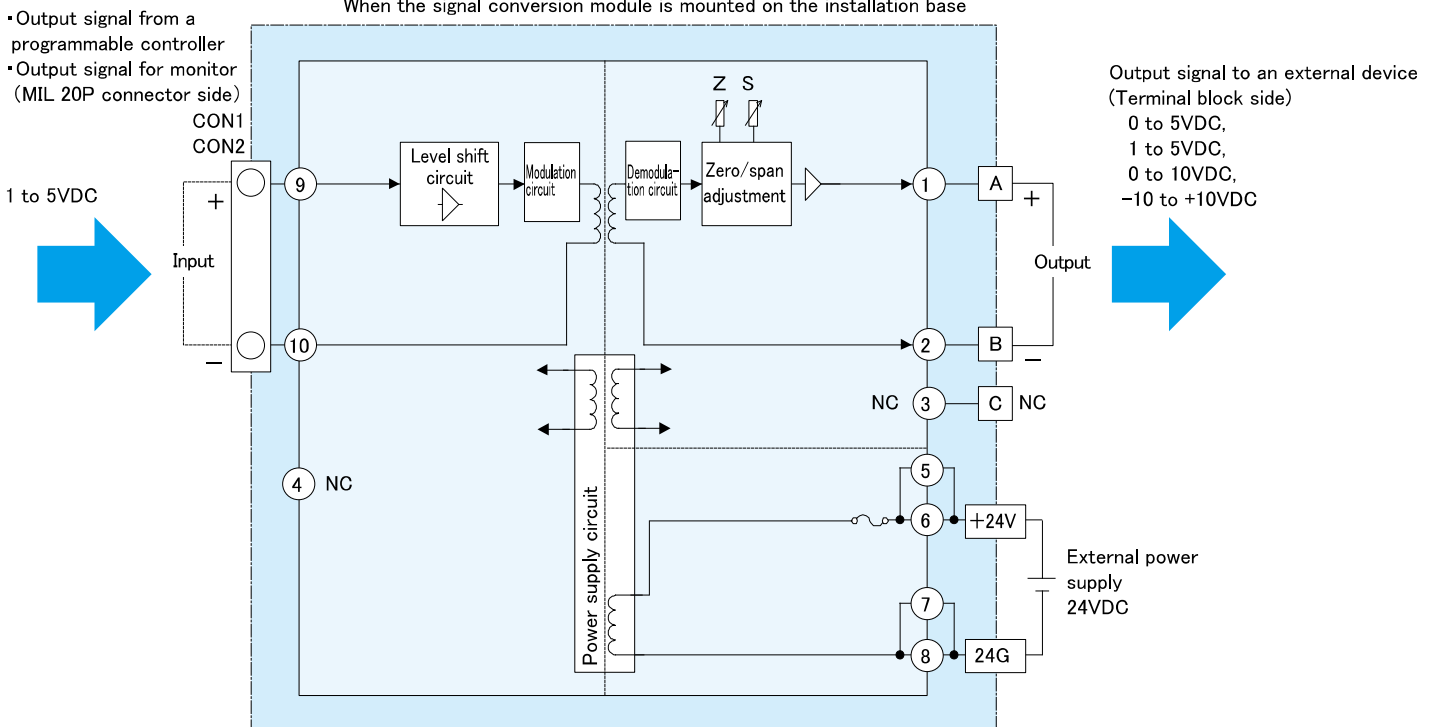 When the signal conversion module is mounted on the installation base
・Output signal from a
programmable controller
・Output signal for monitor
(MIL 20P connector side)
CON1
CON2
1 to 5VDC
+
Input
−
9
10
4
NC
Level shift
circuit
Modulation
circuit
Demodula-
tion circuit
Z
S
Zero/span
adjustment
1
A
+
Output
2
B
−
NC
3
C
NC
Power supply circuit
5
6
+24V
7
8
24G
External power
supply
24VDC
Output signal to an external device
(Terminal block side)
0 to 5VDC,
1 to 5VDC,
0 to 10VDC,
−10 to +10VDC